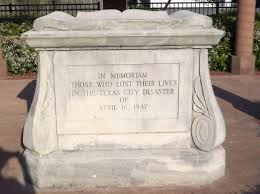 IN MEMORIAM
THOSE WHO LOST THEIR LIVES
IN THE TEXAS CITY DISASTER
OF
APRIL 16, 1947